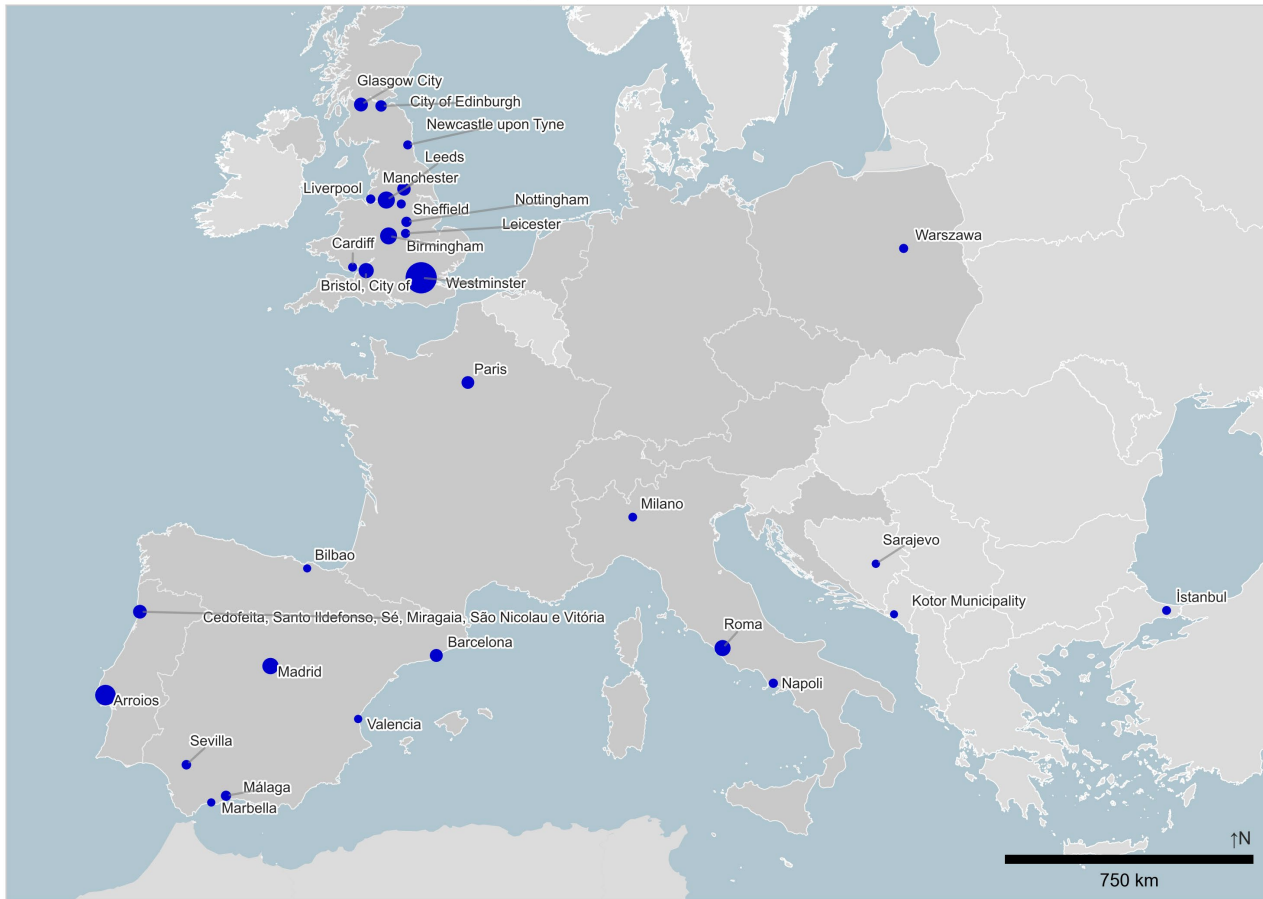 Glasgow City
City of Edinburgh
Newcastle upon Tyne
Leeds
Manchester
Liverpool
Nottingham
Sheffield
Leicester
Cardiff
Birmingham
Bristol, City of
Westminster
Warszawa
Paris
Milano
Sarajevo
Bilbao
İstanbul
Kotor Municipality
Cedofeita, Santo Ildefonso, Sé, Miragaia, São Nicolau e Vitória
Roma
Barcelona
Madrid
Napoli
Arroios
Valencia
Sevilla
Málaga
Marbella
↑N
750 km